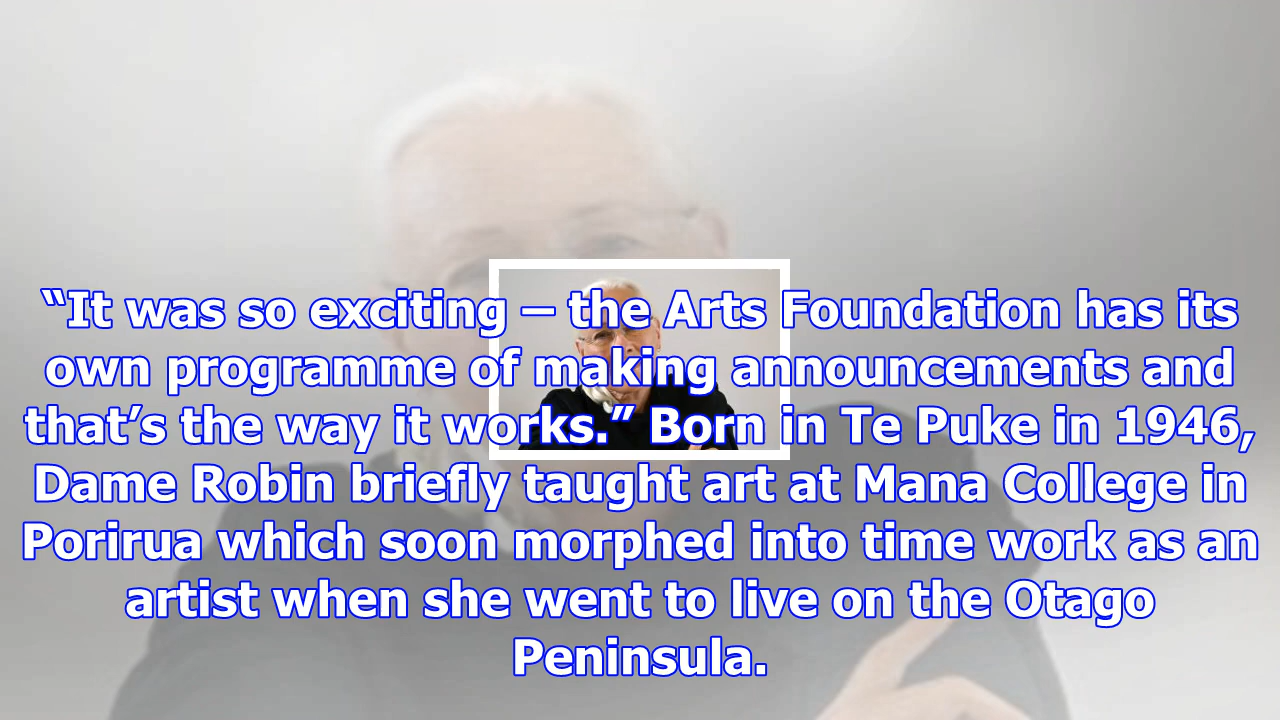 “It was so exciting – the Arts Foundation has its
own programme of making announcements and
that’s the way it works.” Born in Te Puke in 1946,
Dame Robin briefly taught art at Mana College in
Porirua which soon morphed into time work as an
artist when she went to live on the Otago
Peninsula.